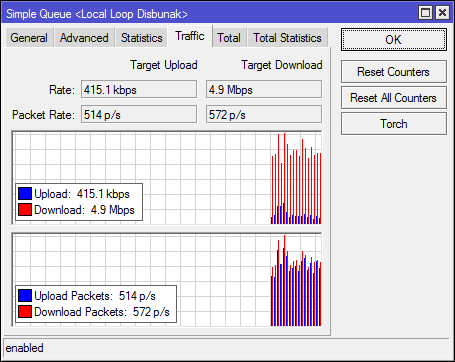 Simple Queue <Local Loop Disbunak>
General Advanced Statistics Traffic Total Total Statistics
OK
Reset Counters
Reset All Counters
Torch
Target Upload Target Download
Rate: 415.1 kbps 4.9 Mbps
Packet Rate: 514 p/s 572 p/s
Upload: 415.1 kbps
Download: 4.9 Mbps
Upload Packets: 514 p/s
Download Packets: 572 p/s
enabled